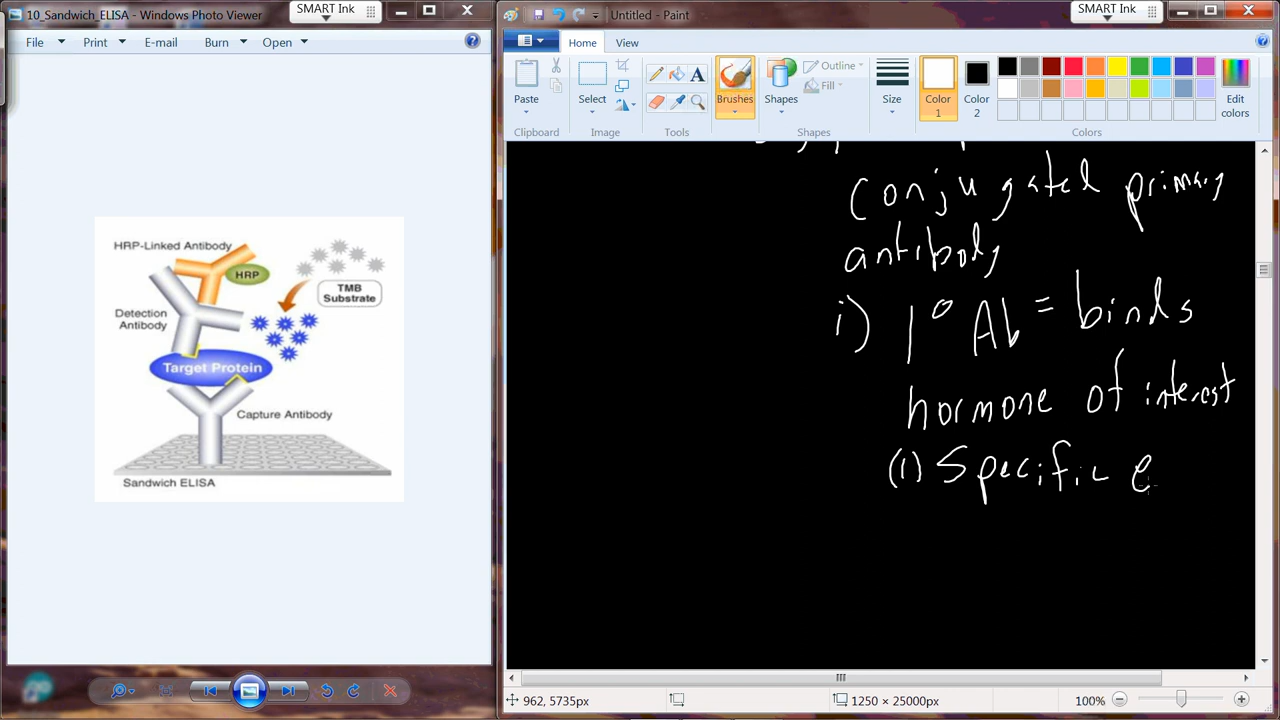 10_Sandwich_ELISA - Windows Photo Viewer
SMART Ink
File Print E-mail Burn Open
HRP-Linked Antibody
HRP
TMB
Substrate
Detection
Antibody
Target Protein
Capture Antibody
Sandwich ELISA
Untitled - Paint
SMART Ink
Home View
Paste
Select
Brushes
Shapes
Outline
Fill
Size
Color
1
Color
2
Edit
colors
Clipboard Image Tools Shapes Colors
conjugated primary
antibody
i) 1° Ab = binds
hormone of interest
(1) Specific e
962, 5735px
1250 × 25000px
100%